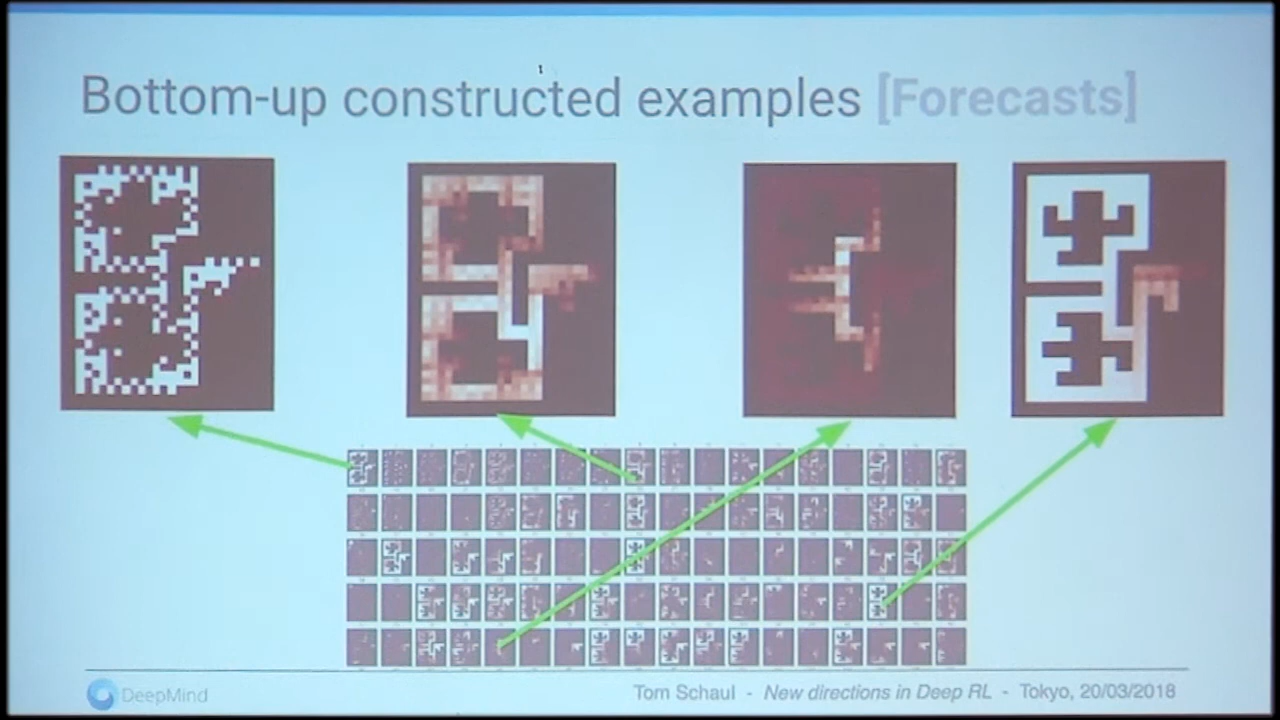 Bottom-up constructed examples [Forecasts]
DeepMind
Tom Schaul - New directions in Deep RL - Tokyo, 20/03/2018